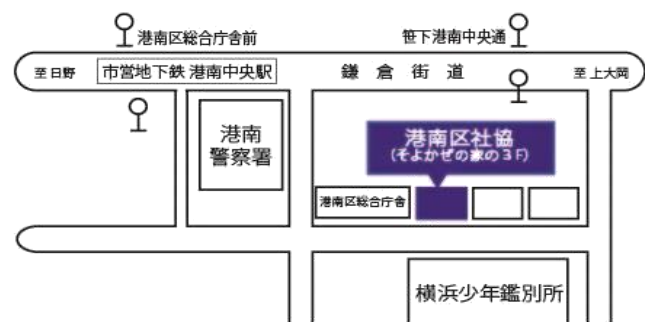 港南区総合庁舎前
笹下港南中央通
至日野
市営地下鉄 港南中央駅
鎌倉街道
至上大岡
港南
警察署
港南区社協
(そよかぜの家の3F)
港南区総合庁舎
横浜少年鑑別所